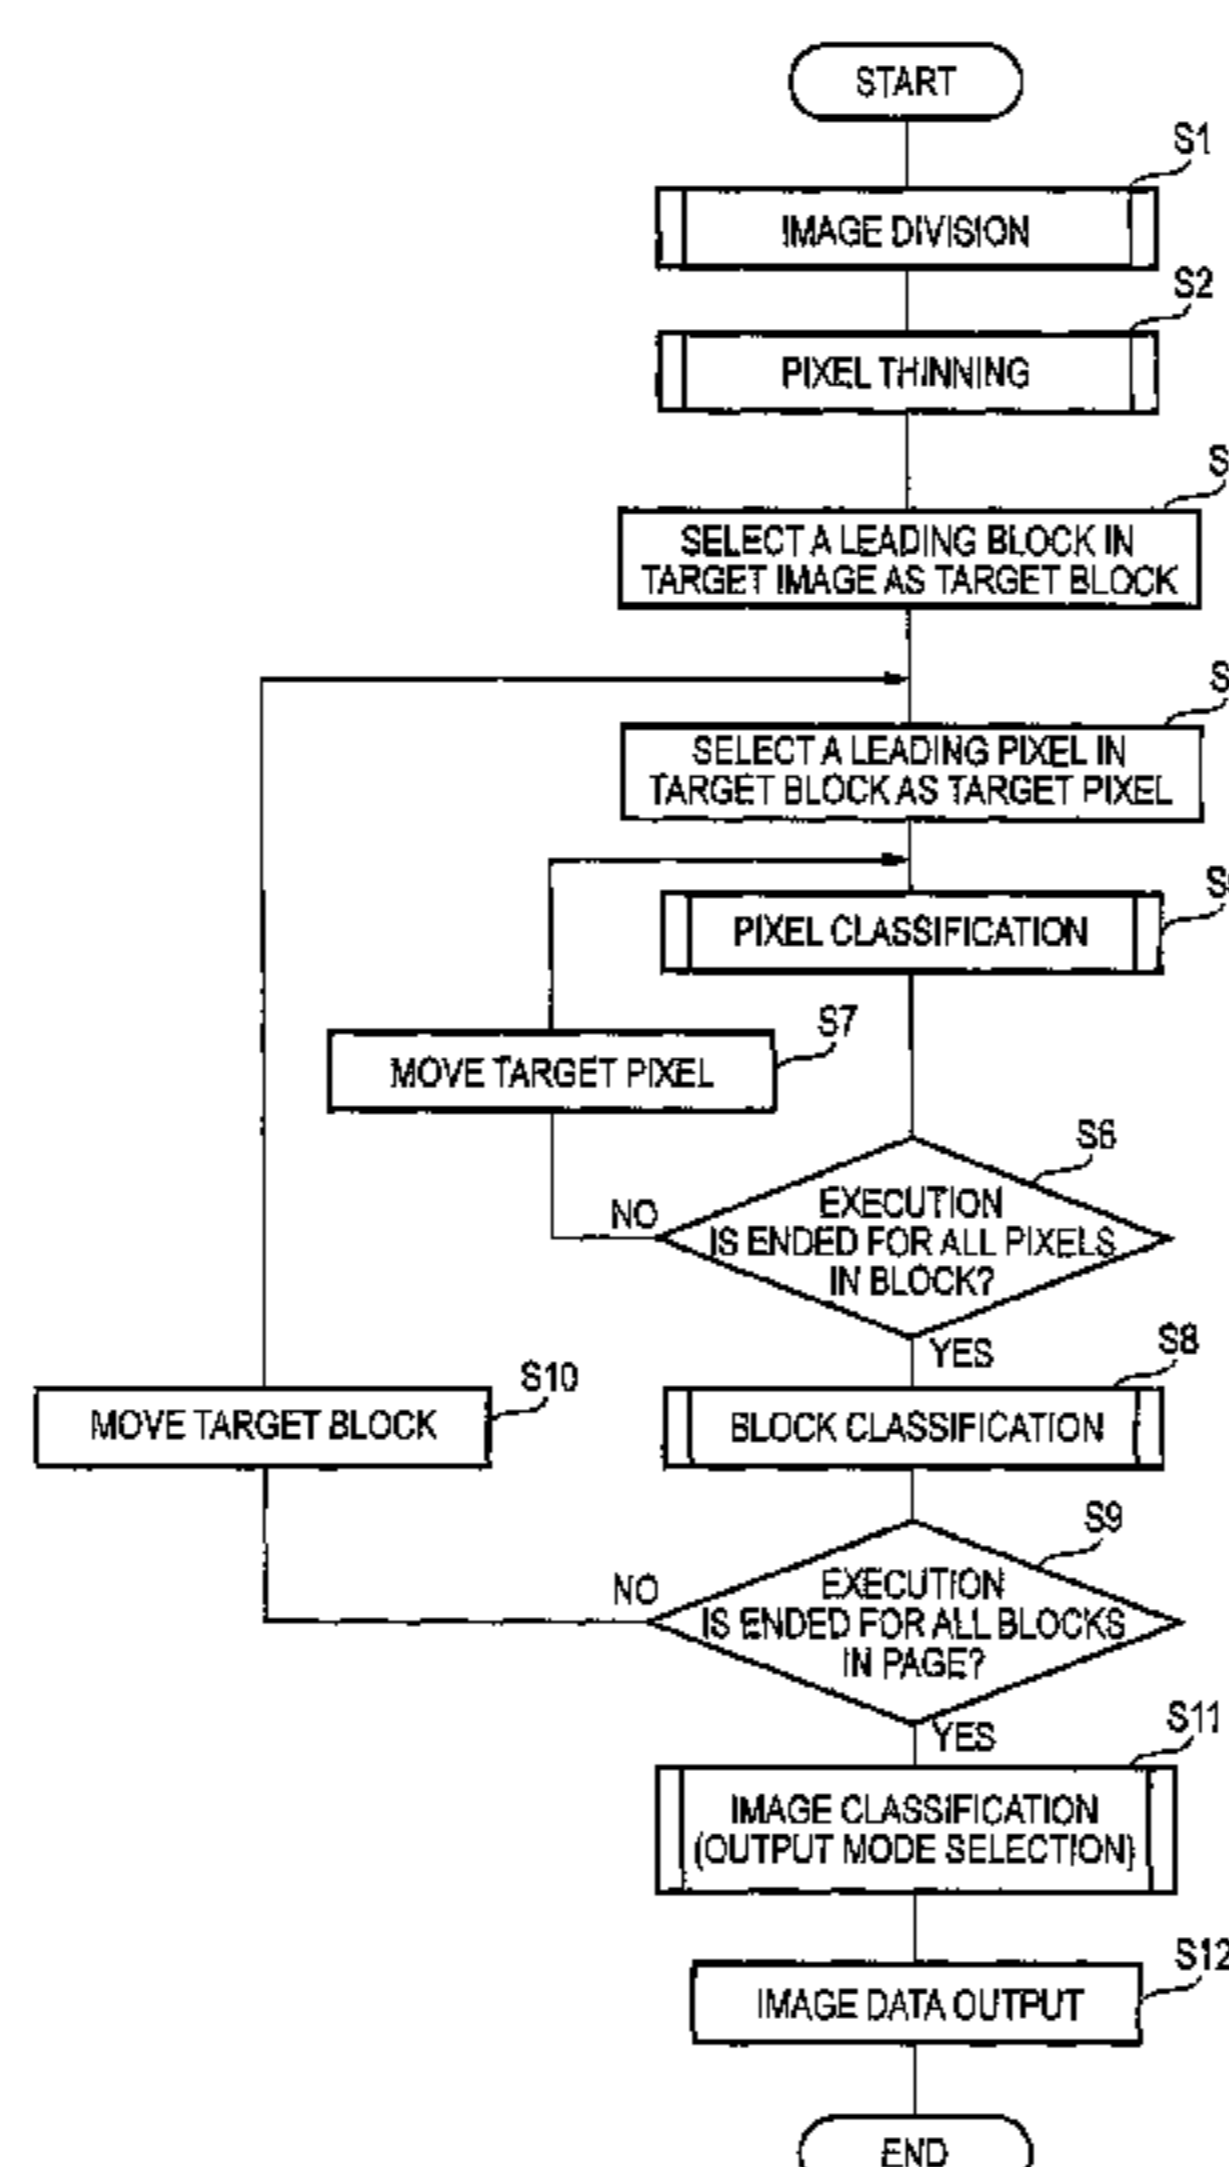 START
S1
IMAGE DIVISION
S2
PIXEL THINNING
S
SELECT A LEADING BLOCK IN
TARGET IMAGE AS TARGET BLOCK
S
SELECT A LEADING PIXEL IN
TARGET BLOCK AS TARGET PIXEL
S
PIXEL CLASSIFICATION
S7
MOVE TARGET PIXEL
S6
EXECUTION
IS ENDED FOR ALL PIXELS
IN BLOCK?
NO
YES
S8
BLOCK CLASSIFICATION
S10
MOVE TARGET BLOCK
S9
EXECUTION
IS ENDED FOR ALL BLOCKS
IN PAGE?
NO
YES
S11
IMAGE CLASSIFICATION
(OUTPUT MODE SELECTION)
S12
IMAGE DATA OUTPUT
END